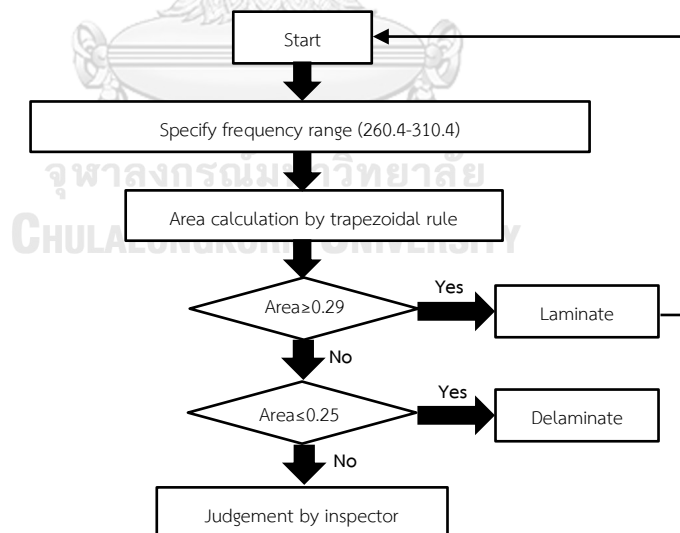 Start
Specify frequency range (260.4-310.4)
จุฬาลงกรณ์มหาวิทยาลัย
Area calculation by trapezoidal rule
CHULALONGKORN UNIVERSITY
Area≥0.29
Yes
Laminate
No
Area≤0.25
Yes
Delaminate
No
Judgement by inspector